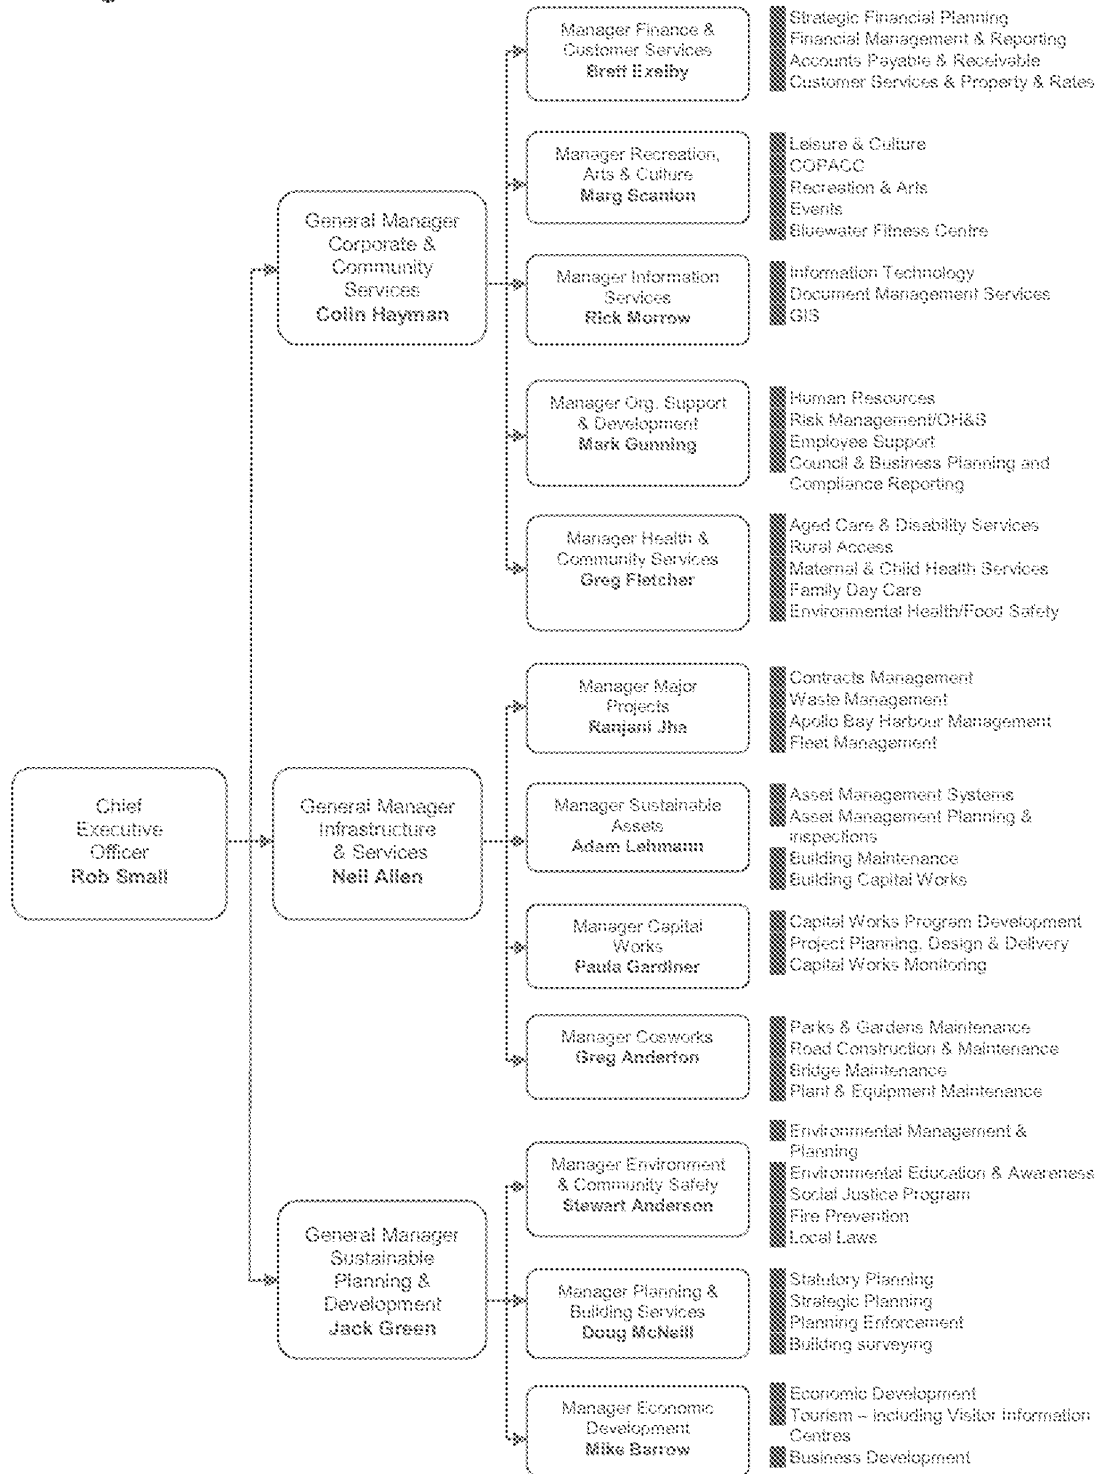 Manager Finance &
Customer Services
Brett Exelby
Strategic Financial Planning
Financial Management & Reporting
Accounts Payable & Receivable
Customer Services & Property & Rates
Manager Recreation,
Arts & Culture
Marg Scanlon
Leisure & Culture
COPACC
Recreation & Arts
Events
Bluewater Fitness Centre
General Manager
Corporate &
Community
Services
Colin Hayman
Manager Information
Services
Rick Morrow
Information Technology
Document Management Services
GIS
Manager Org. Support
& Development
Mark Gunning
Human Resources
Risk Management/OH&S
Employee Support
Council & Business Planning and
Compliance Reporting
Manager Health &
Community Services
Greg Fletcher
Aged Care & Disability Services
Rural Access
Maternal & Child Health Services
Family Day Care
Environmental Health/Food Safety
Manager Major
Projects
Ranjani Jha
Contracts Management
Waste Management
Apollo Bay Harbour Management
Fleet Management
Chief
Executive
Officer
Rob Small
General Manager
Infrastructure
& Services
Neil Allen
Manager Sustainable
Assets
Adam Lehmann
Asset Management Systems
Asset Management Planning &
inspections
Building Maintenance
Building Capital Works
Manager Capital
Works
Paula Gardiner
Capital Works Program Development
Project Planning, Design & Delivery
Capital Works Monitoring
Manager Cosworks
Greg Anderton
Parks & Gardens Maintenance
Road Construction & Maintenance
Bridge Maintenance
Plant & Equipment Maintenance
Manager Environment
& Community Safety
Stewart Anderson
Environmental Management &
Planning
Environmental Education & Awareness
Social Justice Program
Fire Prevention
Local Laws
General Manager
Sustainable
Planning &
Development
Jack Green
Manager Planning &
Building Services
Doug McNeill
Statutory Planning
Strategic Planning
Planning Enforcement
Building surveying
Manager Economic
Development
Mike Barrow
Economic Development
Tourism – including Visitor Information
Centres
Business Development